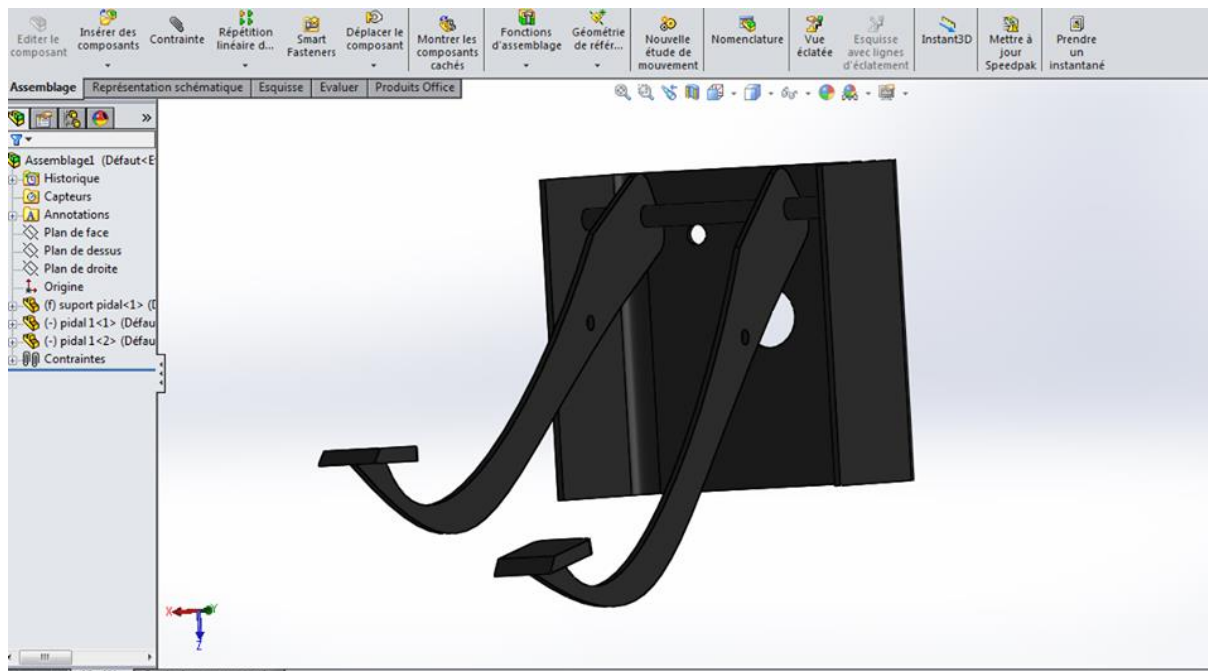 Editer le composant
Insérer des composants
Contrainte
Répétition linéaire d...
Smart Fasteners
Déplacer le composant
Montrer les composants cachés
Fonctions d'assemblage
Géométrie de référ...
Nouvelle étude de mouvement
Nomenclature
Vue éclatée
Esquisse avec lignes d'éclatement
Instant3D
Mettre à jour Speedpak
Prendre un instantané
Assemblage
Représentation schématique
Esquisse
Evaluer
Produits Office
Assemblage1 (Défaut<E
Historique
Capteurs
Annotations
Plan de face
Plan de dessus
Plan de droite
Origine
(f) suport pidal<1> (D
(-) pidal 1<1> (Défau
(-) pidal 1<2> (Défau
Contraintes
X
Y
Z